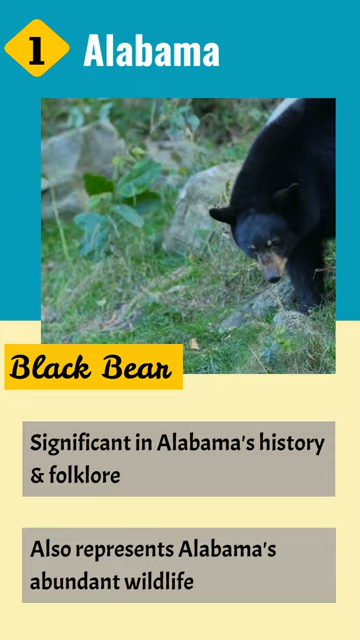 1 Alabama
Black Bear
Significant in Alabama's history
& folklore
Also represents Alabama's
abundant wildlife